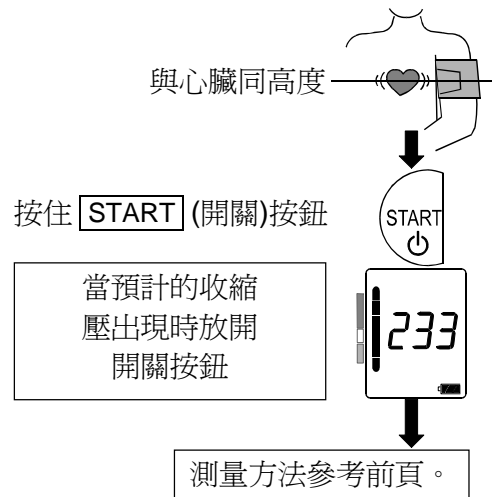 與心臟同高度
按住 START (開關)按鈕
START
當預計的收縮
壓出現時放開
開關按鈕
233
測量方法參考前頁。